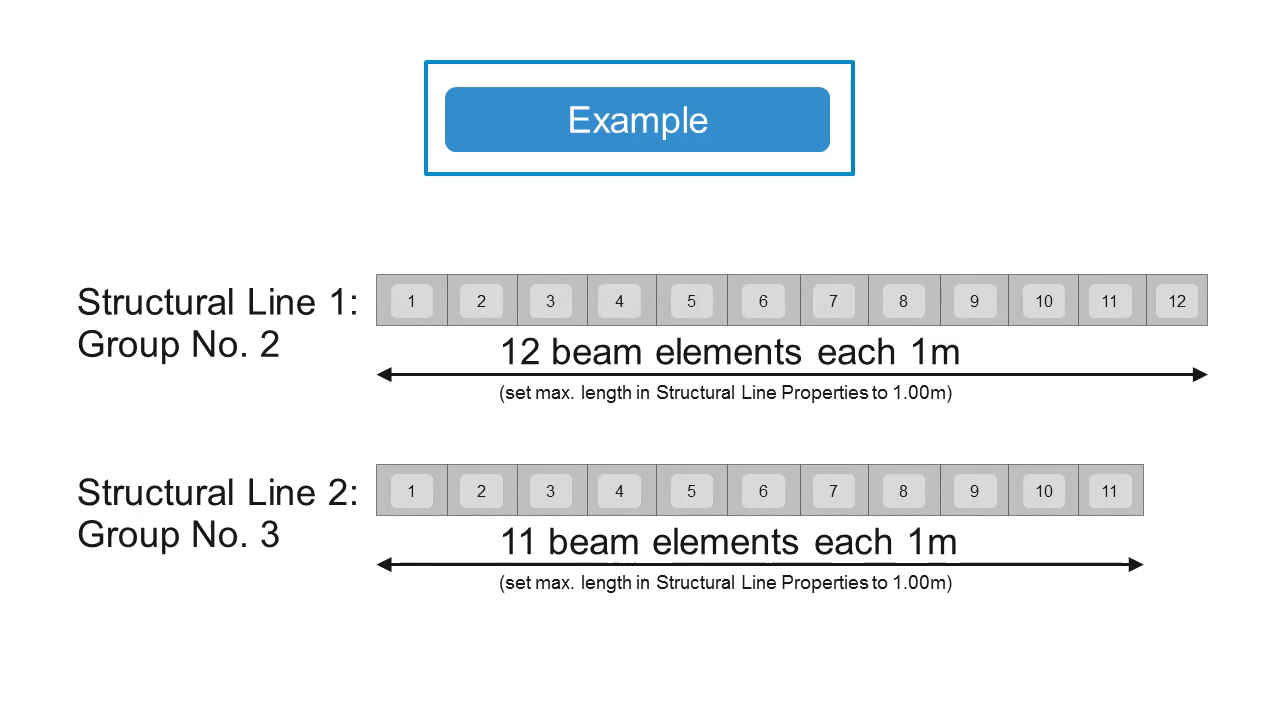 Example
Structural Line 1:
Group No. 2
1 2 3 4 5 6 7 8 9 10 11 12
12 beam elements each 1m
(set max. length in Structural Line Properties to 1.00m)
Structural Line 2:
Group No. 3
1 2 3 4 5 6 7 8 9 10 11
11 beam elements each 1m
(set max. length in Structural Line Properties to 1.00m)